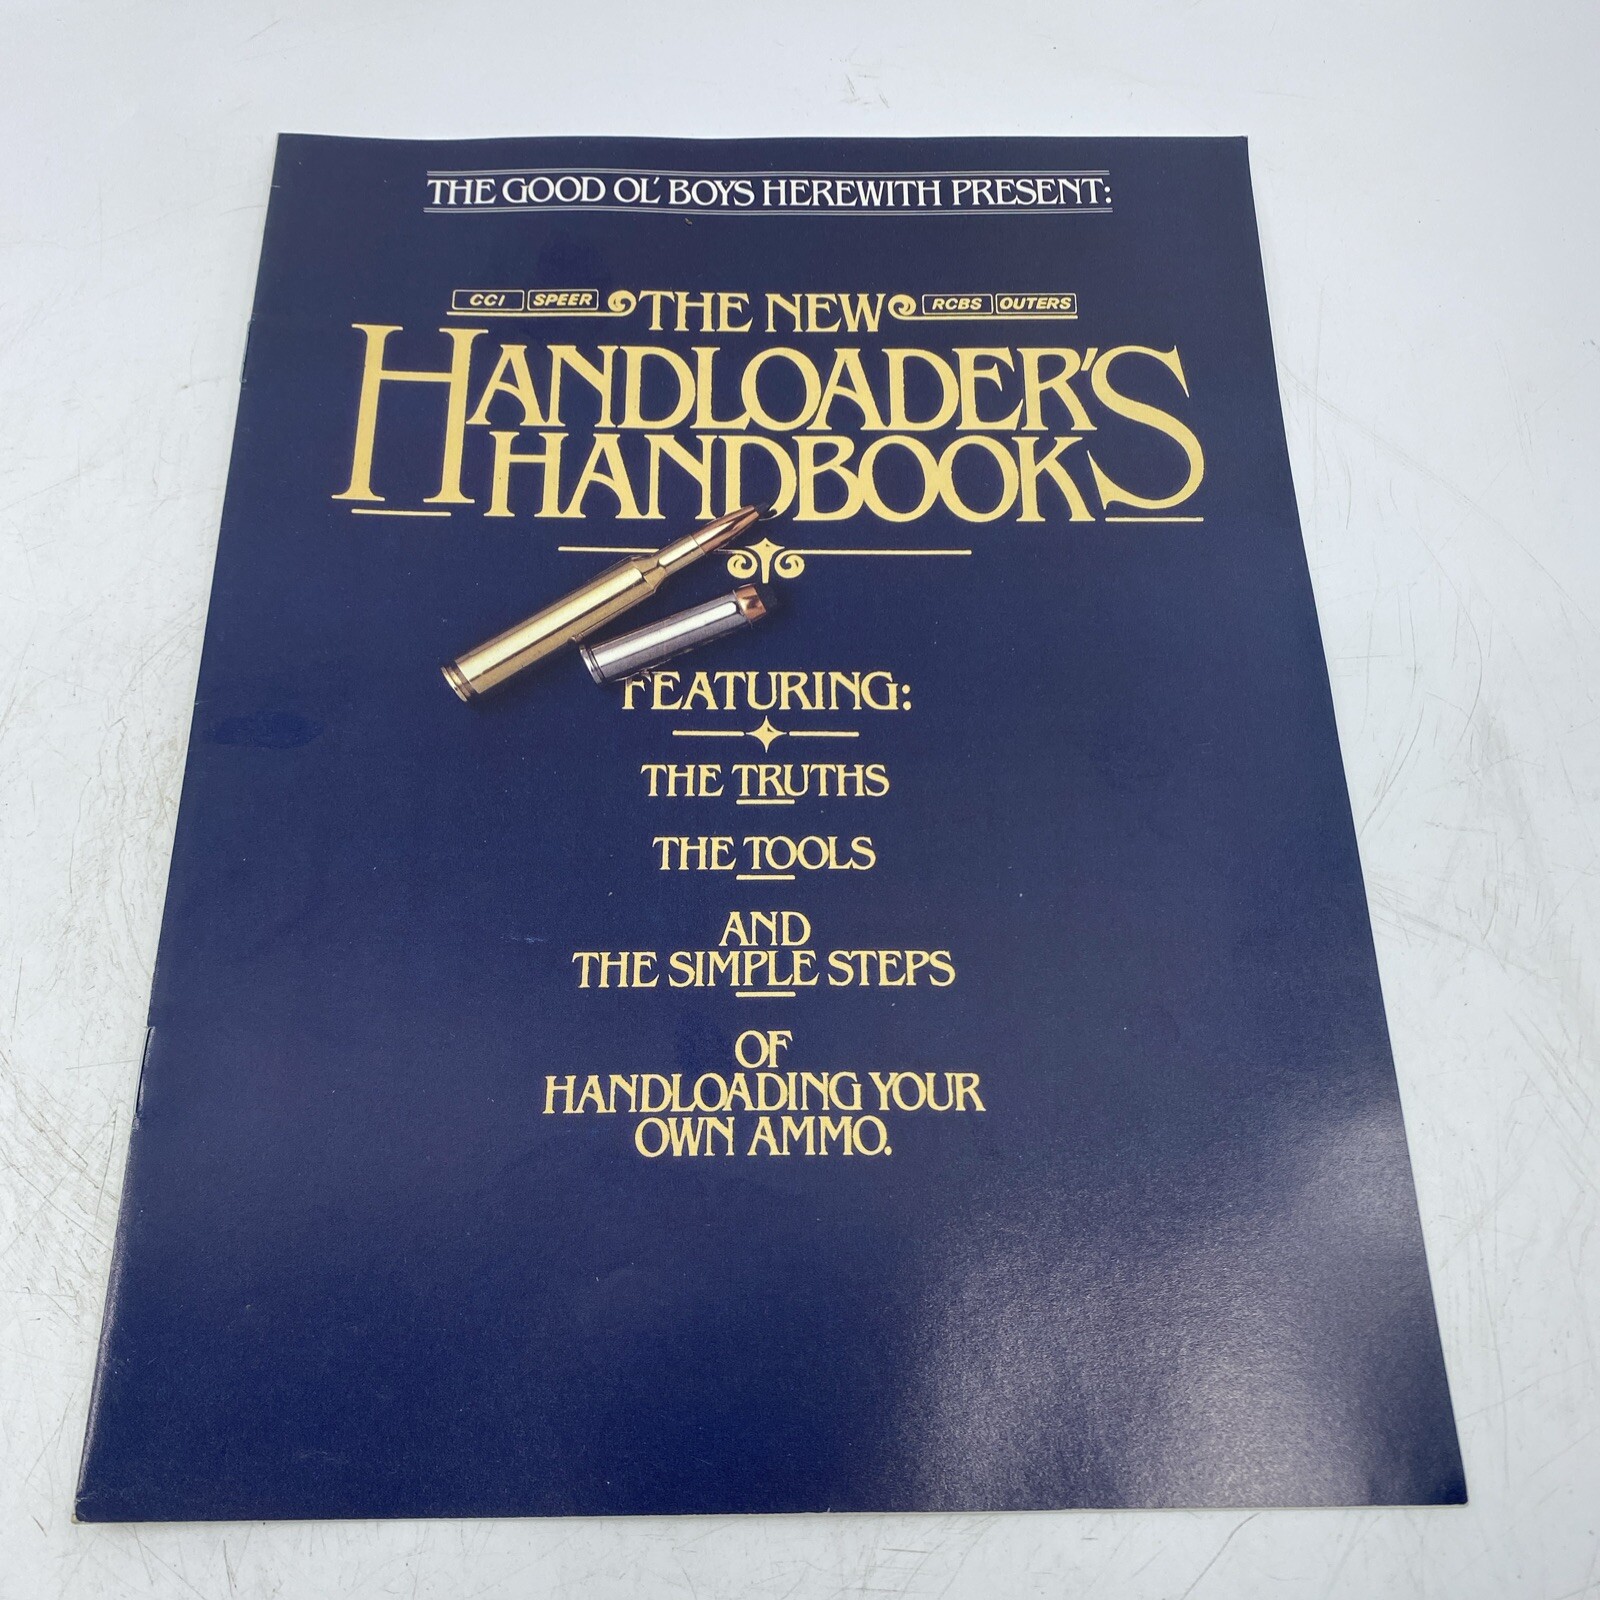 THE GOOD OL' BOYS HEREWITH PRESENT:
CCI SPEER THE NEW RCBS OUTERS
HANDLOADER'S
HANDBOOK
FEATURING:
THE TRUTHS
THE TOOLS
AND
THE SIMPLE STEPS
OF
HANDLOADING YOUR
OWN AMMO.